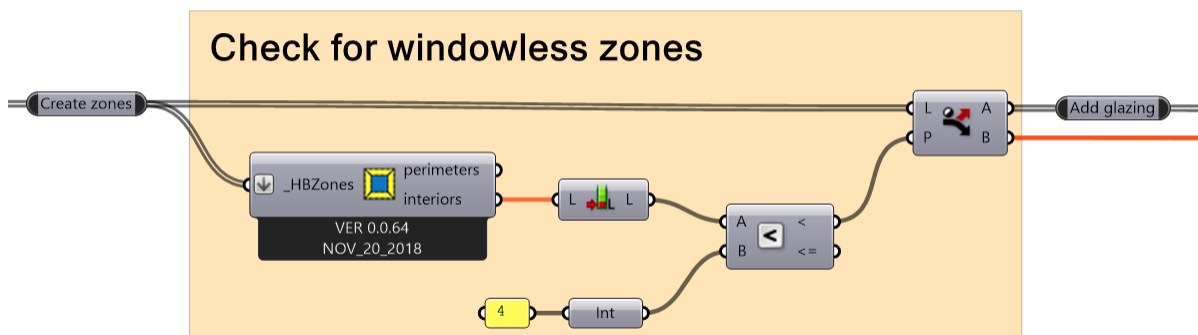 Check for windowless zones
Create zones
L A
Add glazing
P B
_HBZones
perimeters
interiors
L L
VER 0.0.64
NOV_20_2018
A <
<
B <=
4
Int